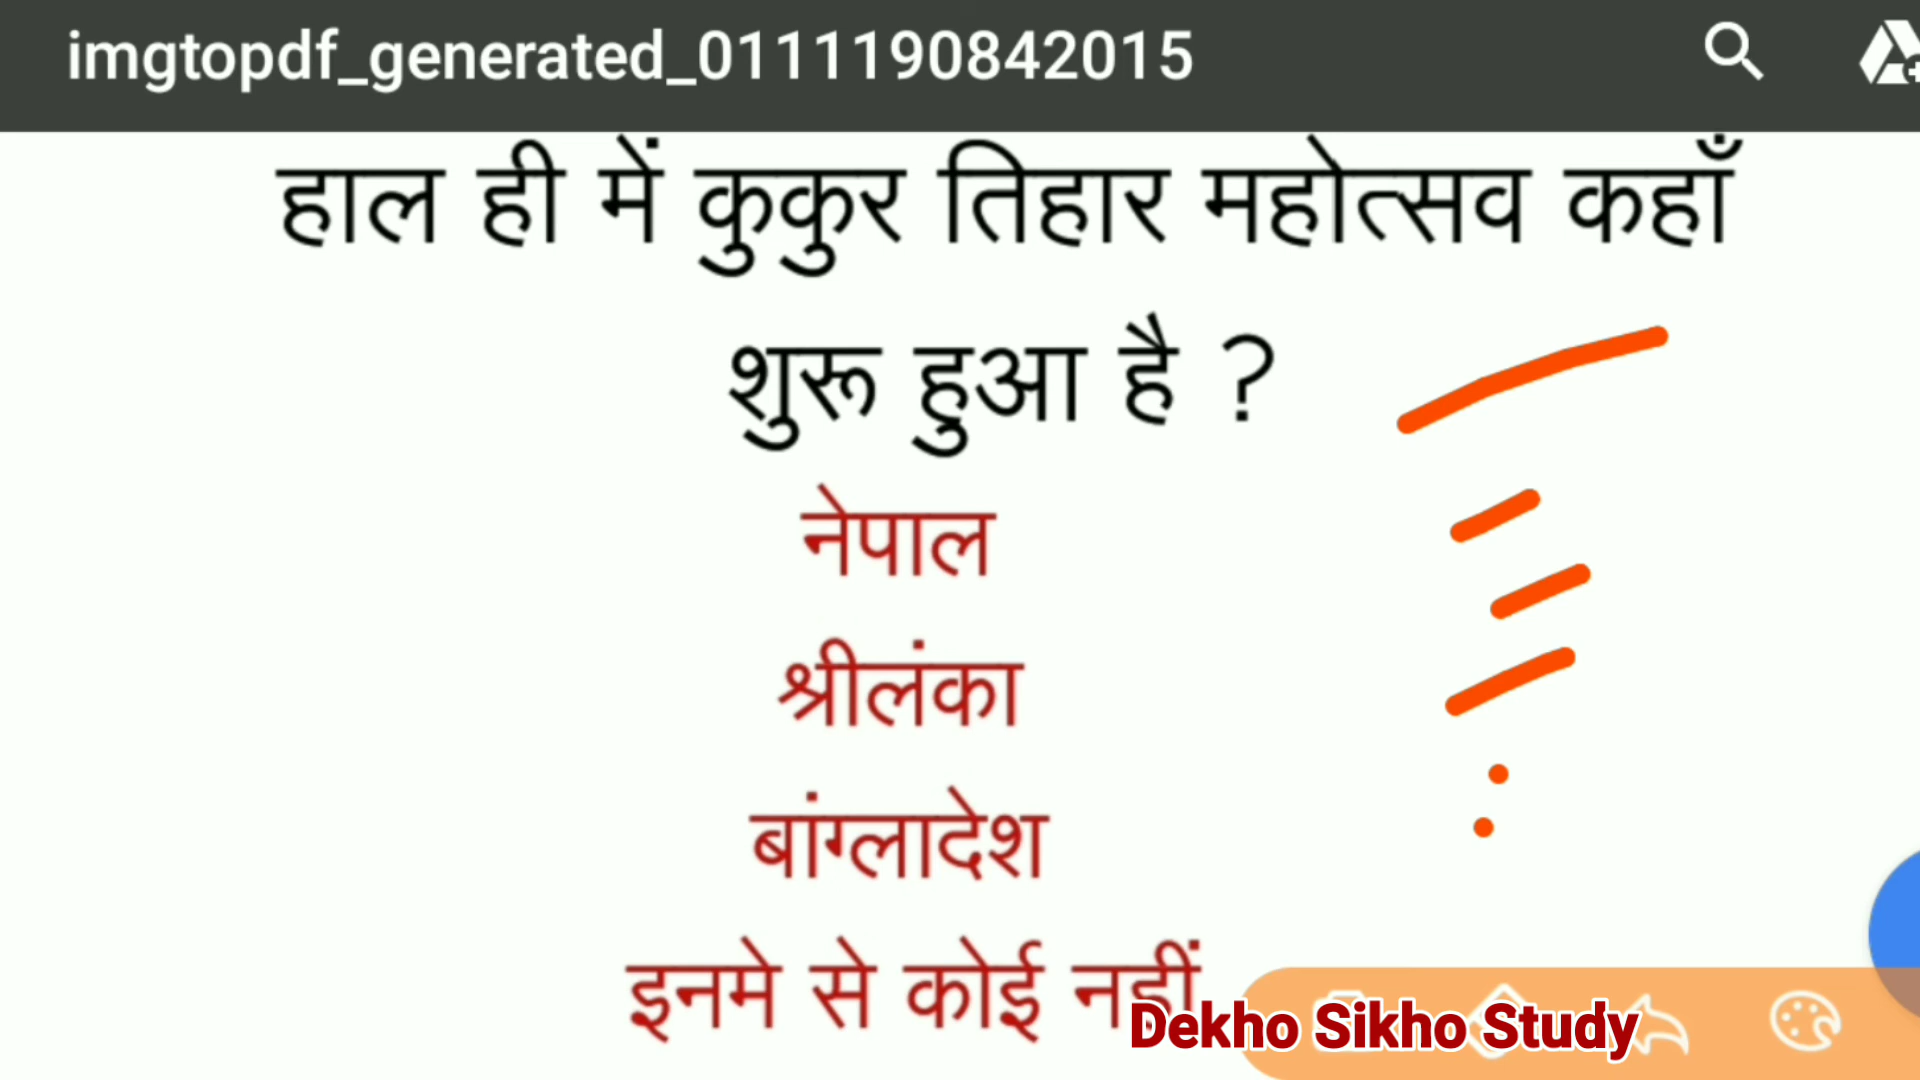 imgtopdf_generated_0111190842015
हाल ही में कुकुर तिहार महोत्सव कहाँ
शुरू हुआ है ?
नेपाल
श्रीलंका
बांग्लादेश
इनमे से कोई नहीं
Dekho Sikho Study